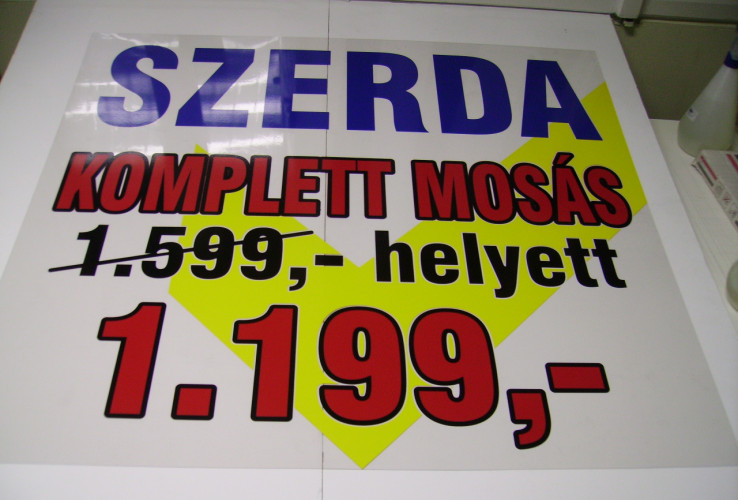 SZERDA
KOMPLETT MOSÁS
1.599,- helyett
1.199,-